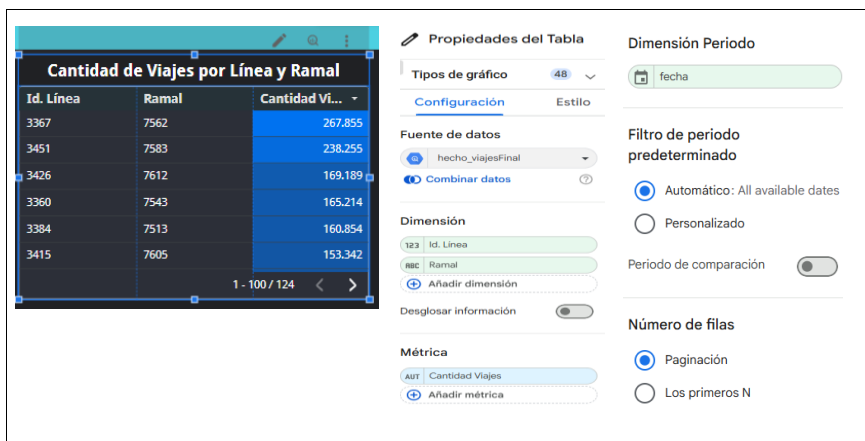 Cantidad de Viajes por Línea y Ramal
Id. Línea Ramal Cantidad Vi...
3367 7562 267.855
3451 7583 238.255
3426 7612 169.189
3360 7543 165.214
3384 7513 160.854
3415 7605 153.342
1 - 100 / 124
Propiedades del Tabla
Tipos de gráfico 48
Configuración Estilo
Fuente de datos
hecho_viajesFinal
Combinar datos
Dimensión
123 Id. Línea
ABC Ramal
Añadir dimensión
Desglosar información
Métrica
AUT Cantidad Viajes
Añadir métrica
Dimensión Periodo
fecha
Filtro de periodo
predeterminado
Automático: All available dates
Personalizado
Periodo de comparación
Número de filas
Paginación
Los primeros N